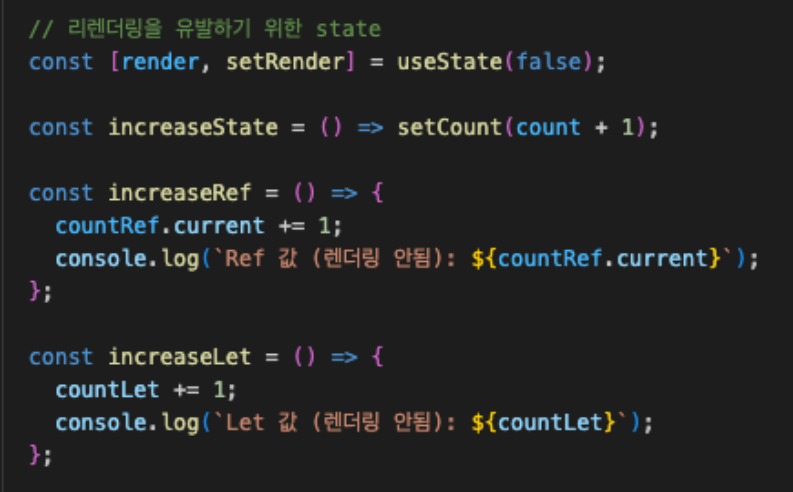 // 리렌더링을 유발하기 위한 state
const [render, setRender] = useState(false);
const increaseState = () => setCount(count + 1);
const increaseRef = () => {
countRef.current += 1;
console.log(`Ref 값 (렌더링 안됨): ${countRef.current}`);
};
const increaseLet = () => {
countLet += 1;
console.log(`Let 값 (렌더링 안됨): ${countLet}`);
};